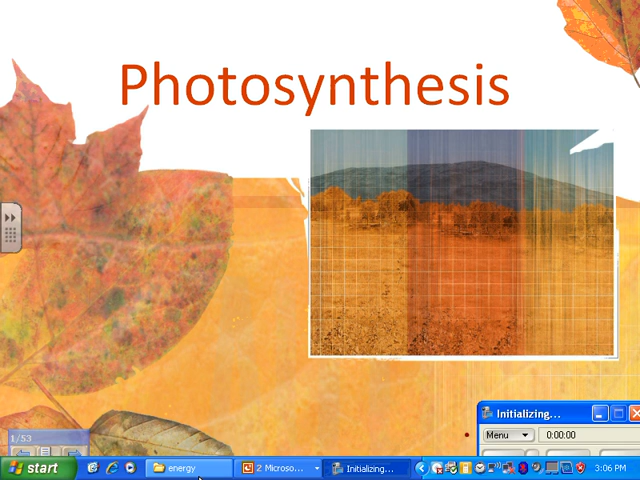 Photosynthesis
1/53
Initializing...
Menu
0:00:00
start
energy
2 Microso...
Initializing...
3:06 PM